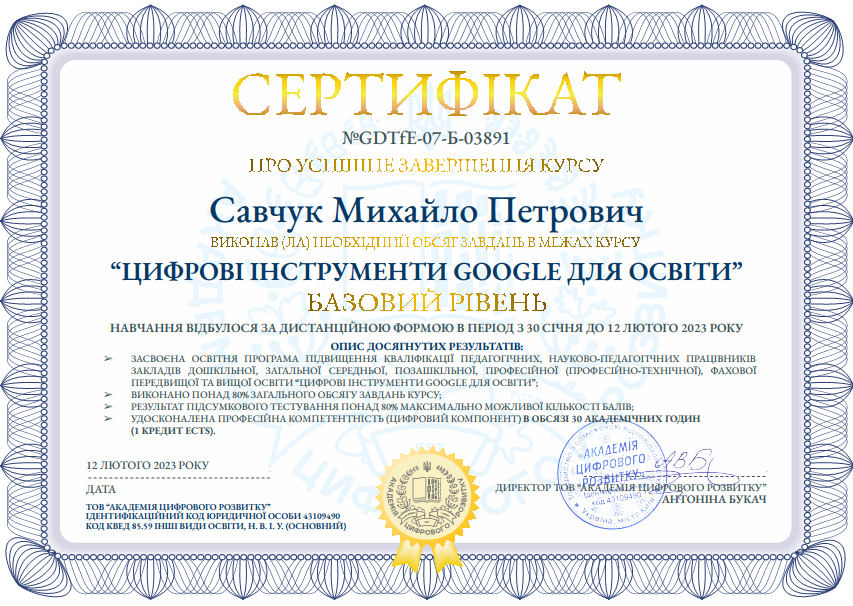 СЕРТИФІКАТ
№GDTfE-07-Б-03891
ПРО УСПІШНЕ ЗАВЕРШЕННЯ КУРСУ
Савчук Михайло Петрович
ВИКОНАВ (ЛА) НЕОБХІДНИЙ ОБСЯГ ЗАВДАНЬ В МЕЖАХ КУРСУ
“ЦИФРОВІ ІНСТРУМЕНТИ GOOGLE ДЛЯ ОСВІТИ”
БАЗОВИЙ РІВЕНЬ
НАВЧАННЯ ВІДБУЛОСЯ ЗА ДИСТАНЦІЙНОЮ ФОРМОЮ В ПЕРІОД З 30 СІЧНЯ ДО 12 ЛЮТОГО 2023 РОКУ
ОПИС ДОСЯГНУТИХ РЕЗУЛЬТАТІВ:
➢ ЗАСВОЄНА ОСВІТНЯ ПРОГРАМА ПІДВИЩЕННЯ КВАЛІФІКАЦІЇ ПЕДАГОГІЧНИХ, НАУКОВО-ПЕДАГОГІЧНИХ ПРАЦІВНИКІВ
ЗАКЛАДІВ ДОШКІЛЬНОЇ, ЗАГАЛЬНОЇ СЕРЕДНЬОЇ, ПОЗАШКІЛЬНОЇ, ПРОФЕСІЙНОЇ (ПРОФЕСІЙНО-ТЕХНІЧНОЇ), ФАХОВОЇ
ПЕРЕДВИЩОЇ ТА ВИЩОЇ ОСВІТИ “ЦИФРОВІ ІНСТРУМЕНТИ GOOGLE ДЛЯ ОСВІТИ”;
➢ ВИКОНАНО ПОНАД 80% ЗАГАЛЬНОГО ОБСЯГУ ЗАВДАНЬ КУРСУ;
➢ РЕЗУЛЬТАТ ПІДСУМКОВОГО ТЕСТУВАННЯ ПОНАД 80% МАКСИМАЛЬНО МОЖЛИВОЇ КІЛЬКОСТІ БАЛІВ;
➢ УДОСКОНАЛЕНА ПРОФЕСІЙНА КОМПЕТЕНТНІСТЬ (ЦИФРОВИЙ КОМПОНЕНТ) В ОБСЯЗІ 30 АКАДЕМІЧНИХ ГОДИН
(1 КРЕДИТ ECTS).
12 ЛЮТОГО 2023 РОКУ
ДАТА
ТОВ “АКАДЕМІЯ ЦИФРОВОГО РОЗВИТКУ”
ІДЕНТИФІКАЦІЙНИЙ КОД ЮРИДИЧНОЇ ОСОБИ 43109490
КОД КВЕД 85.59 ІНШІ ВИДИ ОСВІТИ, Н. В. І. У. (ОСНОВНИЙ)
АКАДЕМІЯ ЦИФРОВОГО РОЗВИТКУ
“АКАДЕМІЯ
ЦИФРОВОГО
РОЗВИТКУ”
код 43109490
Україна, місто Київ
ДИРЕКТОР ТОВ “АКАДЕМІЯ ЦИФРОВОГО РОЗВИТКУ”
АНТОНІНА БУКАЧ